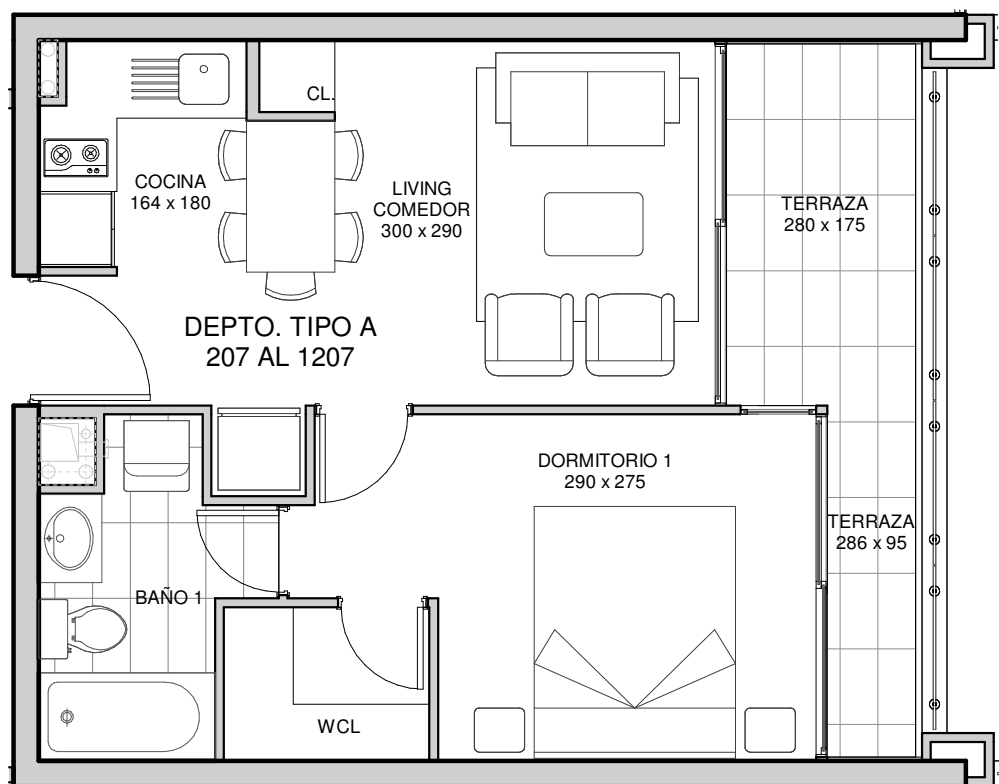 CL.
COCINA
164 x 180
LIVING
COMEDOR
300 x 290
TERRAZA
280 x 175
DEPTO. TIPO A
207 AL 1207
DORMITORIO 1
290 x 275
TERRAZA
286 x 95
BAÑO 1
WCL